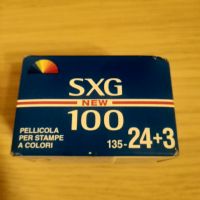 SXG
NEW
100
PELLICOLA
PER STAMPE
A COLORI
135-24+3